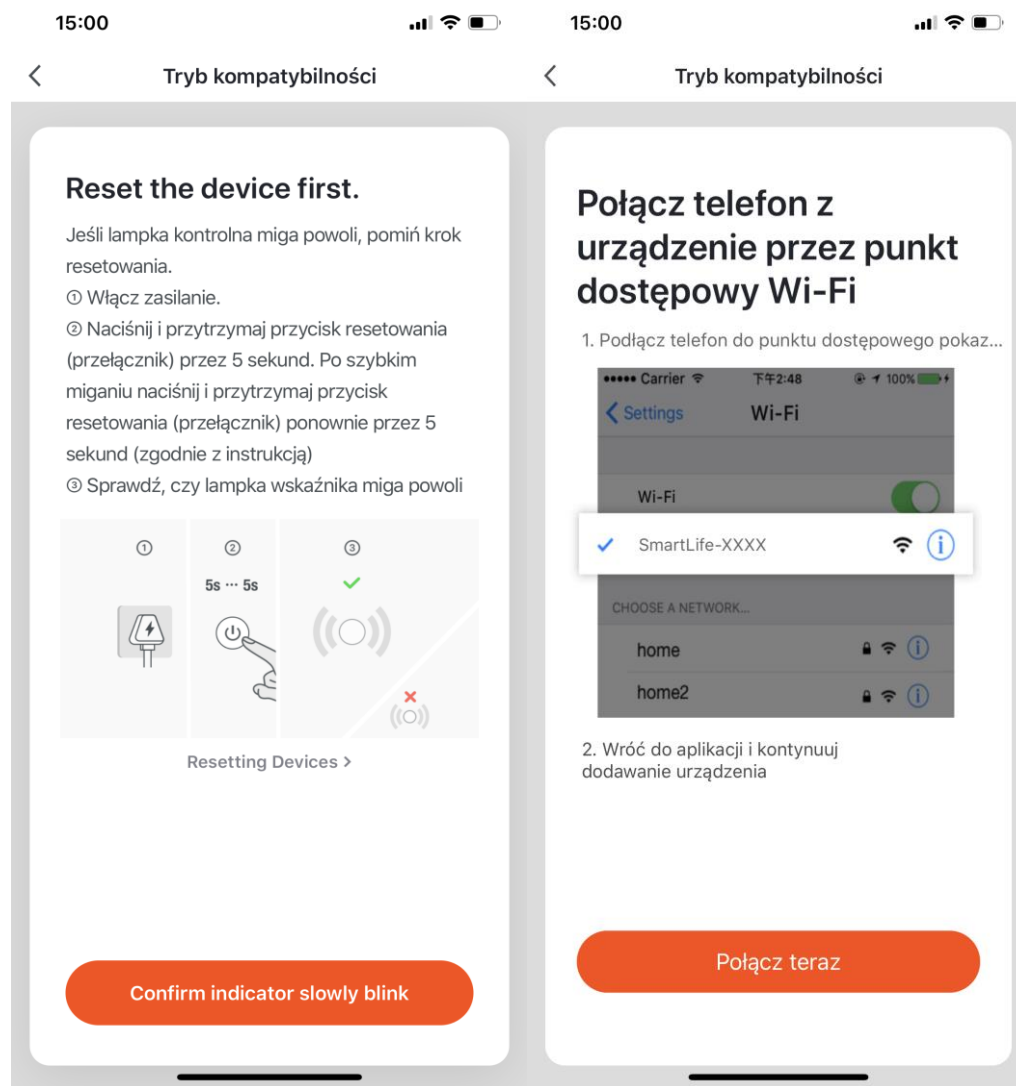 15:00
Tryb kompatybilności
Reset the device first.
Jeśli lampka kontrolna miga powoli, pomiń krok
resetowania.
① Włącz zasilanie.
② Naciśnij i przytrzymaj przycisk resetowania
(przełącznik) przez 5 sekund. Po szybkim
miganiu naciśnij i przytrzymaj przycisk
resetowania (przełącznik) ponownie przez 5
sekund (zgodnie z instrukcją)
③ Sprawdź, czy lampka wskaźnika miga powoli
① ② ③
5s ··· 5s
Resetting Devices >
Confirm indicator slowly blink
15:00
Tryb kompatybilności
Połącz telefon z
urządzenie przez punkt
dostępowy Wi-Fi
1. Podłącz telefon do punktu dostępowego pokaz...
Carrier 下午2:48 100%
Settings Wi-Fi
Wi-Fi
SmartLife-XXXX
CHOOSE A NETWORK...
home
home2
2. Wróć do aplikacji i kontynuuj
dodawanie urządzenia
Połącz teraz